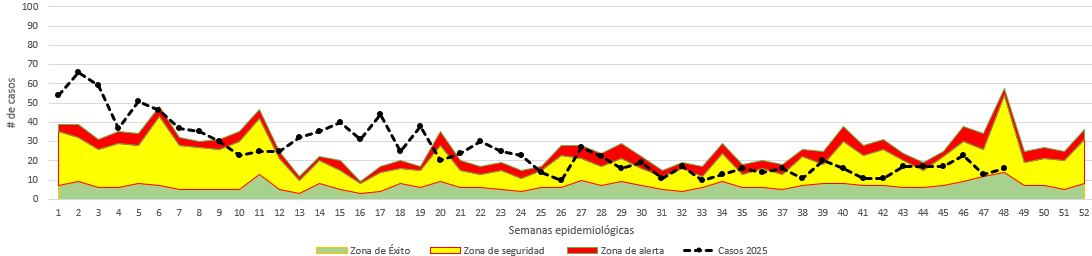 100
90
80
70
60
50
40
30
20
10
0
# de casos
1 2 3 4 5 6 7 8 9 10 11 12 13 14 15 16 17 18 19 20 21 22 23 24 25 26 27 28 29 30 31 32 33 34 35 36 37 38 39 40 41 42 43 44 45 46 47 48 49 50 51 52
Semanas epidemiológicas
Zona de Éxito Zona de seguridad Zona de alerta Casos 2025